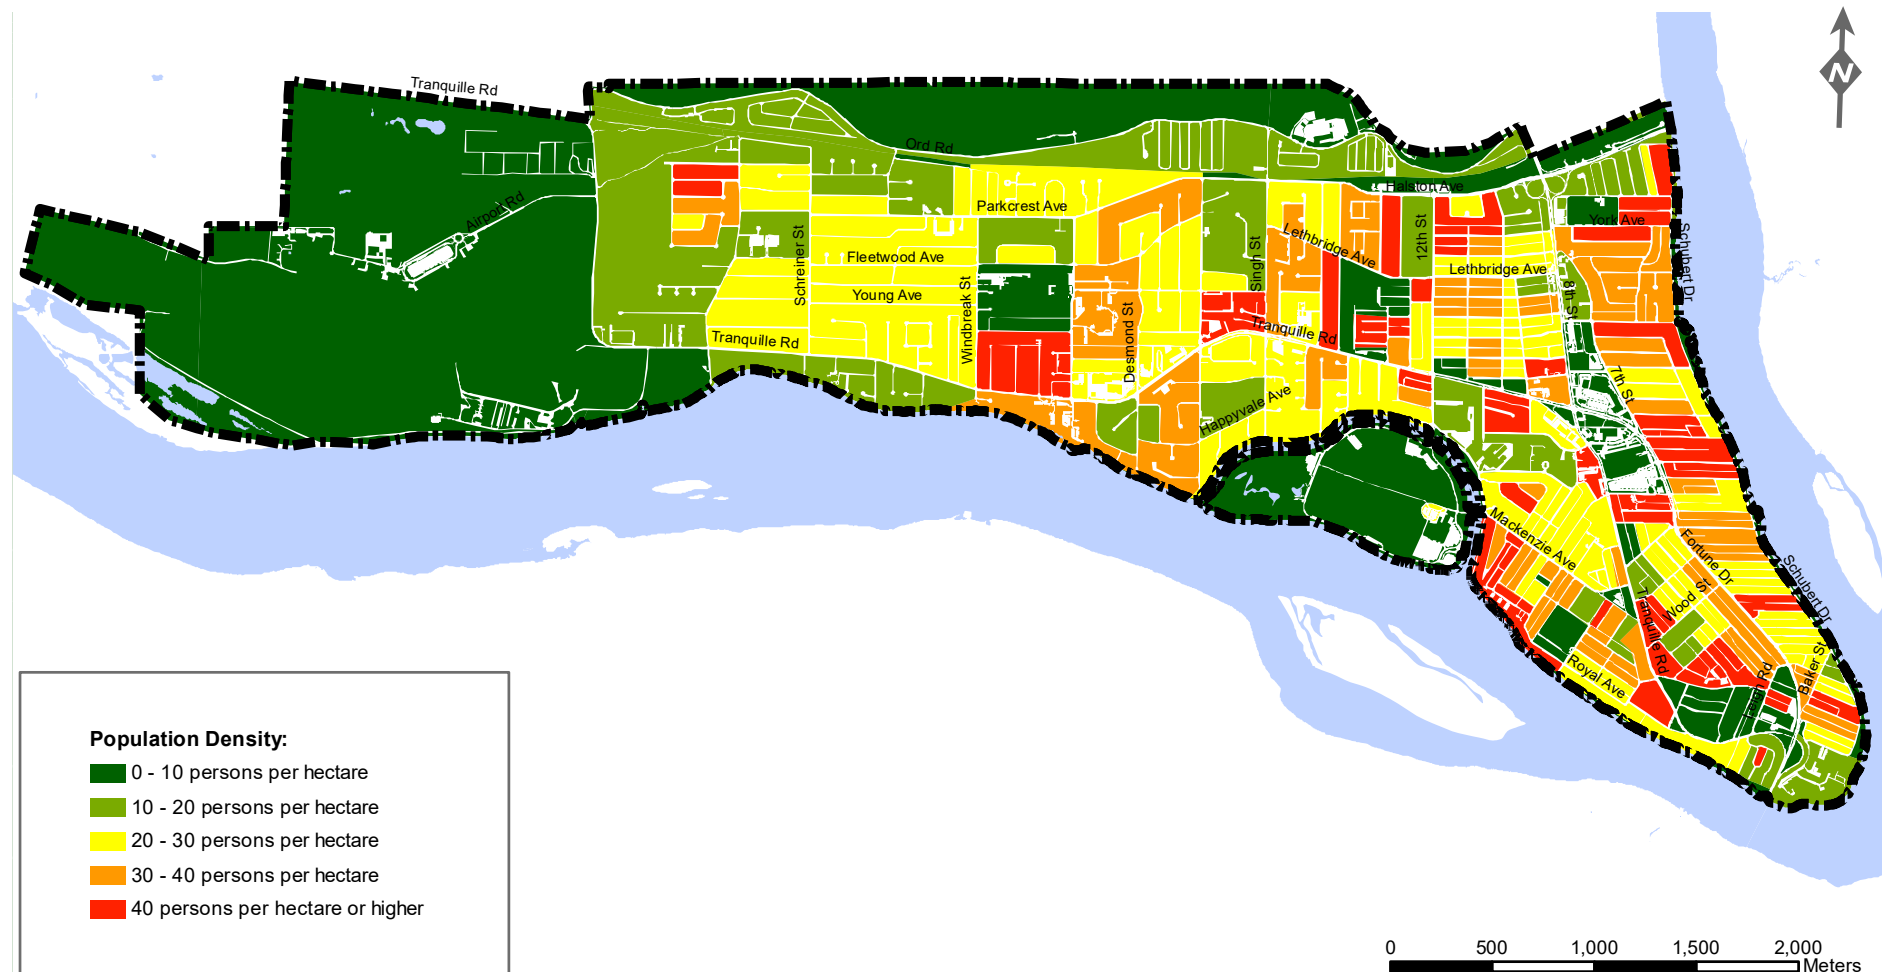 Tranquille Rd
N
Ord Rd
Halston Ave
Airport Rd
Parkcrest Ave
12th St
York Ave
Schubert Dr
Schreiner St
Singh St
Lethbridge Ave
Fleetwood Ave
Lethbridge Ave
Young Ave
8th St
Windbreak St
Desmond St
Tranquille Rd
Tranquille Rd
7th St
Happyvale Ave
Mackenzie Ave
Fortune Dr
Schubert Dr
Wood St
Tranquille Rd
Royal Ave
Leigh Rd
Baker St
Population Density:
0 - 10 persons per hectare
10 - 20 persons per hectare
20 - 30 persons per hectare
30 - 40 persons per hectare
40 persons per hectare or higher
0 500 1,000 1,500 2,000
Meters